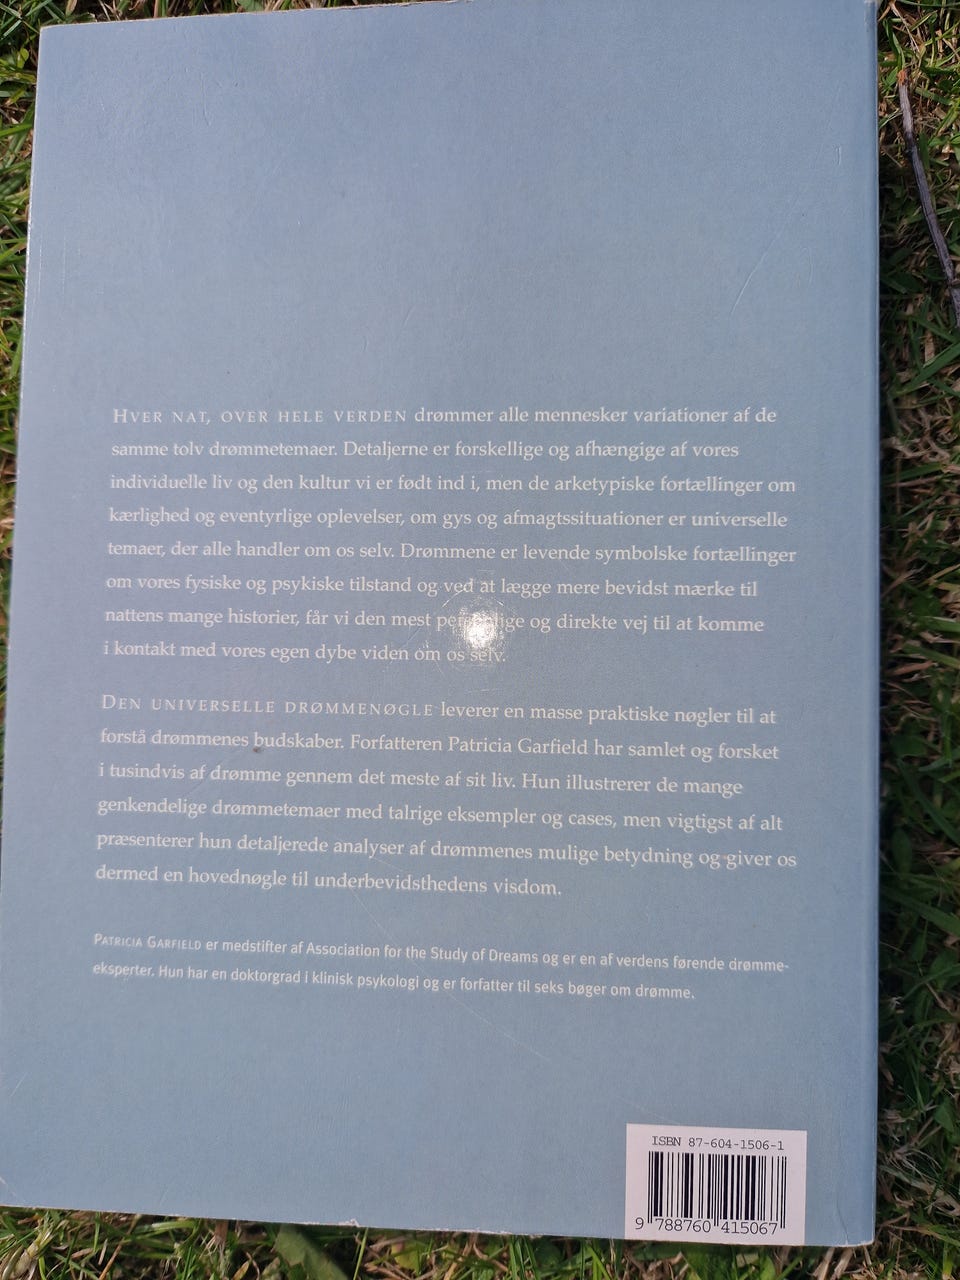 HVER NAT, OVER HELE VERDEN drømmer alle mennesker variationer af de
samme tolv drømmetemaer. Detaljerne er forskellige og afhængige af vores
individuelle liv og den kultur vi er født ind i, men de arketypiske fortællinger om
kærlighed og eventyrlige oplevelser, om gys og afmagtssituationer er universelle
temaer, der alle handler om os selv. Drømmene er levende symbolske fortællinger
om vores fysiske og psykiske tilstand og ved at lægge mere bevidst mærke til
nattens mange historier, får vi den mest og direkte vej til at komme
i kontakt med vores egen dybe viden om os selv.
DEN UNIVERSELLE DRØMMENØGLE leverer en masse praktiske nøgler til at
forstå drømmenes budskaber. Forfatteren Patricia Garfield har samlet og forsket
i tusindvis af drømme gennem det meste af sit liv. Hun illustrerer de mange
genkendelige drømmetemaer med talrige eksempler og cases, men vigtigst af alt
præsenterer hun detaljerede analyser af drømmenes mulige betydning og giver os
dermed en hovednøgle til underbevidsthedens visdom.
PATRICIA GARFIELD er medstifter af Association for the Study of Dreams og er en af verdens førende drømme-
eksperter. Hun har en doktorgrad i klinisk psykologi og er forfatter til seks bøger om drømme.
ISBN 87-604-1506-1
9 788760 415067